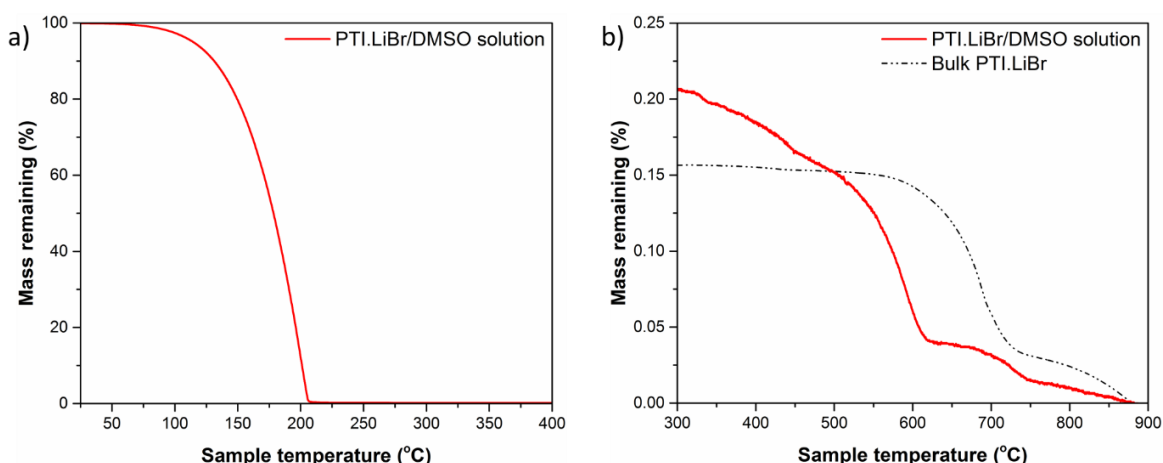 a)
PTI.LiBr/DMSO solution
Mass remaining (%)
100
80
60
40
20
0
50 100 150 200 250 300 350 400
Sample temperature (°C)
b)
PTI.LiBr/DMSO solution
Bulk PTI.LiBr
Mass remaining (%)
0.25
0.20
0.15
0.10
0.05
0.00
300 400 500 600 700 800 900
Sample temperature (°C)